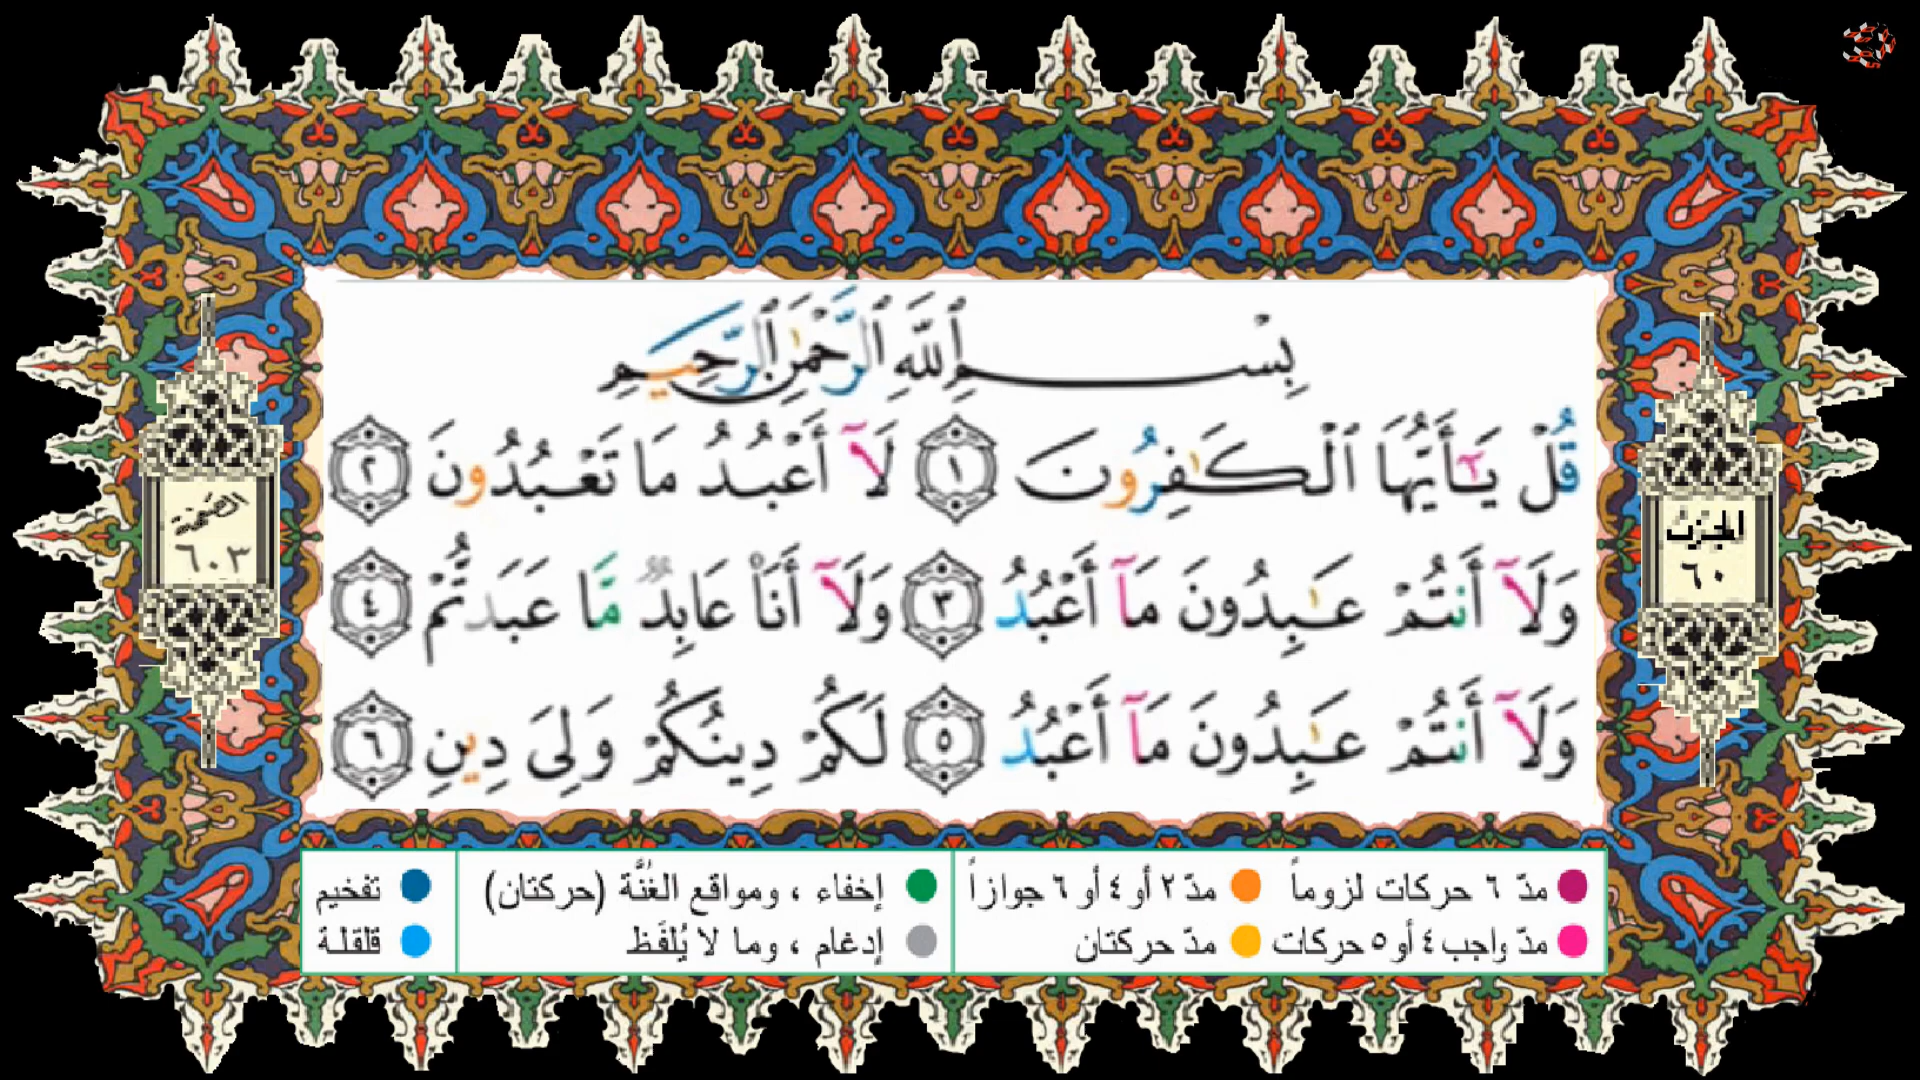 بِسْمِ ٱللَّهِ ٱلرَّحْمَٰنِ ٱلرَّحِيمِ
قُلْ يَٰٓأَيُّهَا ٱلْكَٰفِرُونَ ١ لَآ أَعْبُدُ مَا تَعْبُدُونَ ٢
وَلَآ أَنتُمْ عَٰبِدُونَ مَآ أَعْبُدُ ٣ وَلَآ أَنَا۠ عَابِدٌ مَّا عَبَدتُّمْ ٤
وَلَآ أَنتُمْ عَٰبِدُونَ مَآ أَعْبُدُ ٥ لَكُمْ دِينُكُمْ وَلِىَ دِينِ ٦
الحزب
٦٠
الصفحة
٦٠٣
مدّ ٦ حركات لزوماً مدّ ٢ أو ٤ أو ٦ جوازاً إخفاء ، ومواقع الغُنَّة (حركتان) تفخيم
مدّ واجب ٤ أو ٥ حركات مدّ حركتان إدغام ، وما لا يُلفَظ قلقلة